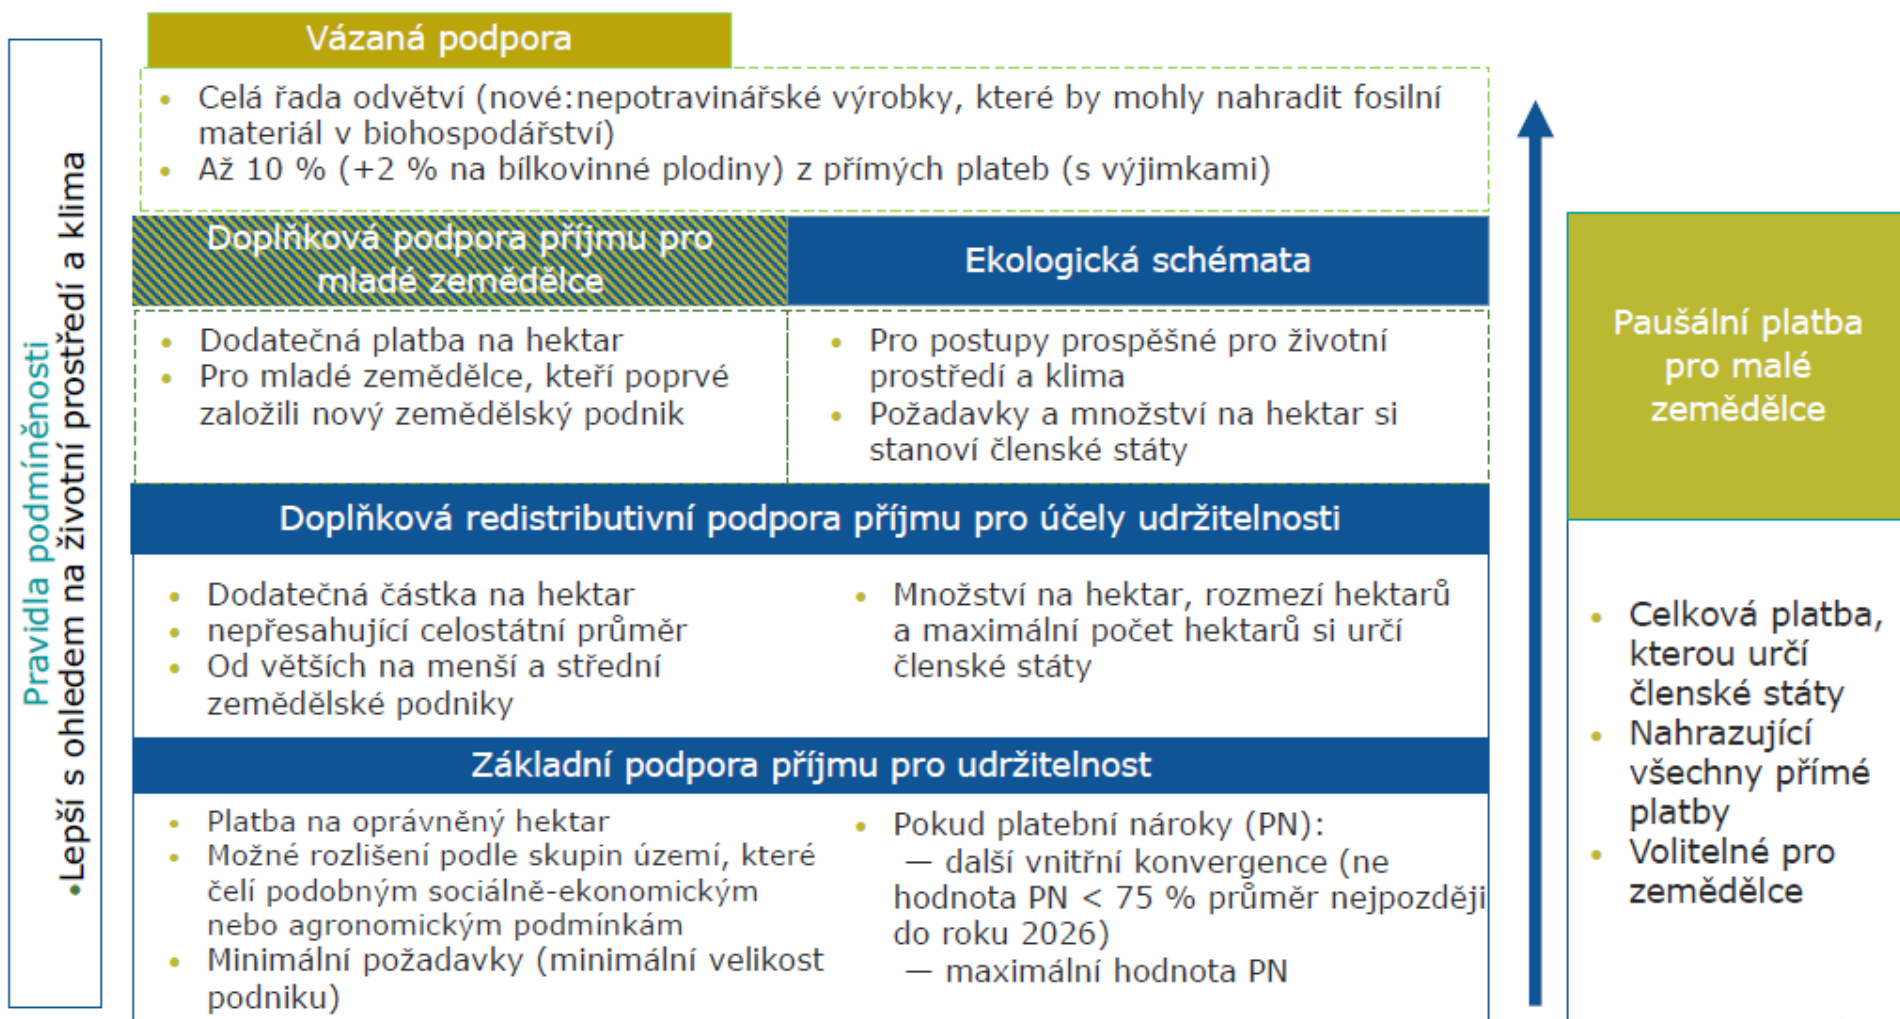 Pravidla podmíněnosti
•Lepší s ohledem na životní prostředí a klima
Vázaná podpora
• Celá řada odvětví (nové:nepotravinářské výrobky, které by mohly nahradit fosilní
materiál v biohospodářství)
• Až 10 % (+2 % na bílkovinné plodiny) z přímých plateb (s výjimkami)
Doplňková podpora příjmu pro
mladé zemědělce
• Dodatečná platba na hektar
• Pro mladé zemědělce, kteří poprvé
založili nový zemědělský podnik
Ekologická schémata
• Pro postupy prospěšné pro životní
prostředí a klima
• Požadavky a množství na hektar si
stanoví členské státy
Doplňková redistributivní podpora příjmu pro účely udržitelnosti
• Dodatečná částka na hektar
• nepřesahující celostátní průměr
• Od větších na menší a střední
zemědělské podniky
• Množství na hektar, rozmezí hektarů
a maximální počet hektarů si určí
členské státy
Základní podpora příjmu pro udržitelnost
• Platba na oprávněný hektar
• Možné rozlišení podle skupin území, které
čelí podobným sociálně-ekonomickým
nebo agronomickým podmínkám
• Minimální požadavky (minimální velikost
podniku)
• Pokud platební nároky (PN):
— další vnitřní konvergence (ne
hodnota PN < 75 % průměr nejpozději
do roku 2026)
— maximální hodnota PN
Paušální platba
pro malé
zemědělce
• Celková platba,
kterou určí
členské státy
• Nahrazující
všechny přímé
platby
• Volitelné pro
zemědělce